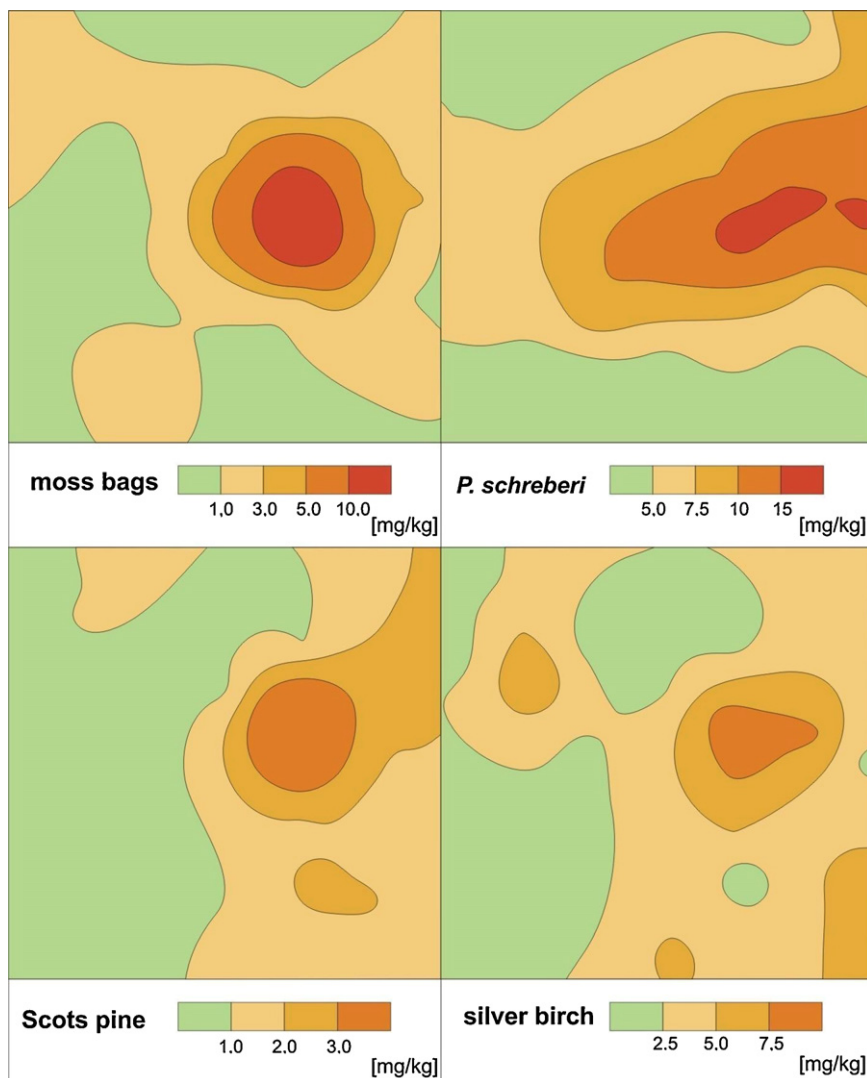 moss bags
1,0 3.0 5.0 10.0
[mg/kg]
P. schreberi
5.0 7.5 10 15
[mg/kg]
Scots pine
1.0 2.0 3.0
[mg/kg]
silver birch
2.5 5.0 7.5
[mg/kg]